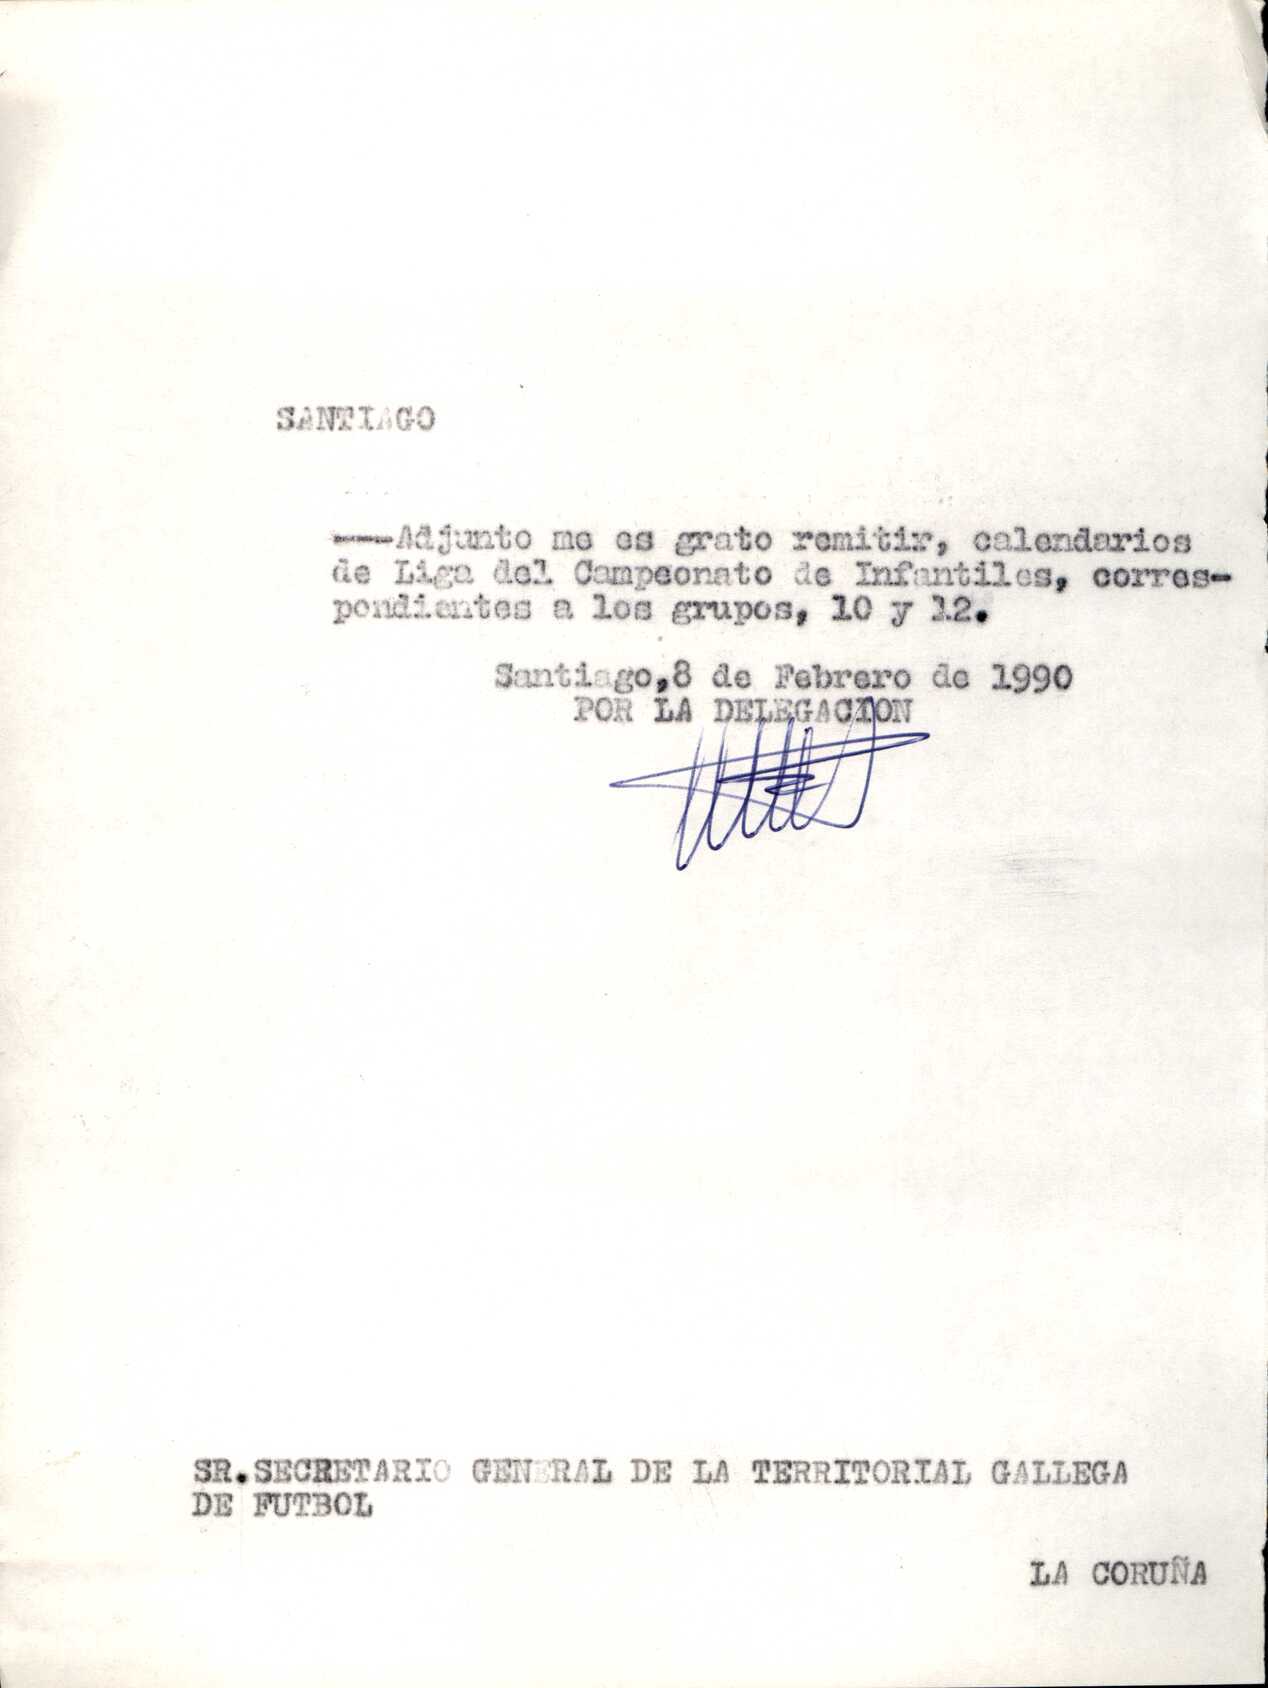 SANTIAGO
----Adjunto me es grato remitir, calendarios
de Liga del Campeonato de Infantiles, corres-
pondientes a los grupos, 10 y 12.
Santiago,8 de Febrero de 1990
POR LA DELEGACION
SR.SECRETARIO GENERAL DE LA TERRITORIAL GALLEGA
DE FUTBOL
LA CORUÑA